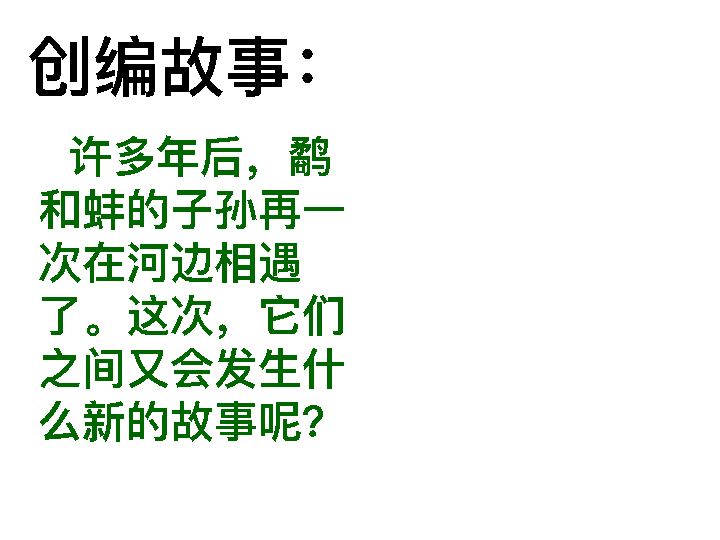 创编故事：
许多年后，鹬
和蚌的子孙再一
次在河边相遇
了。这次，它们
之间又会发生什
么新的故事呢？